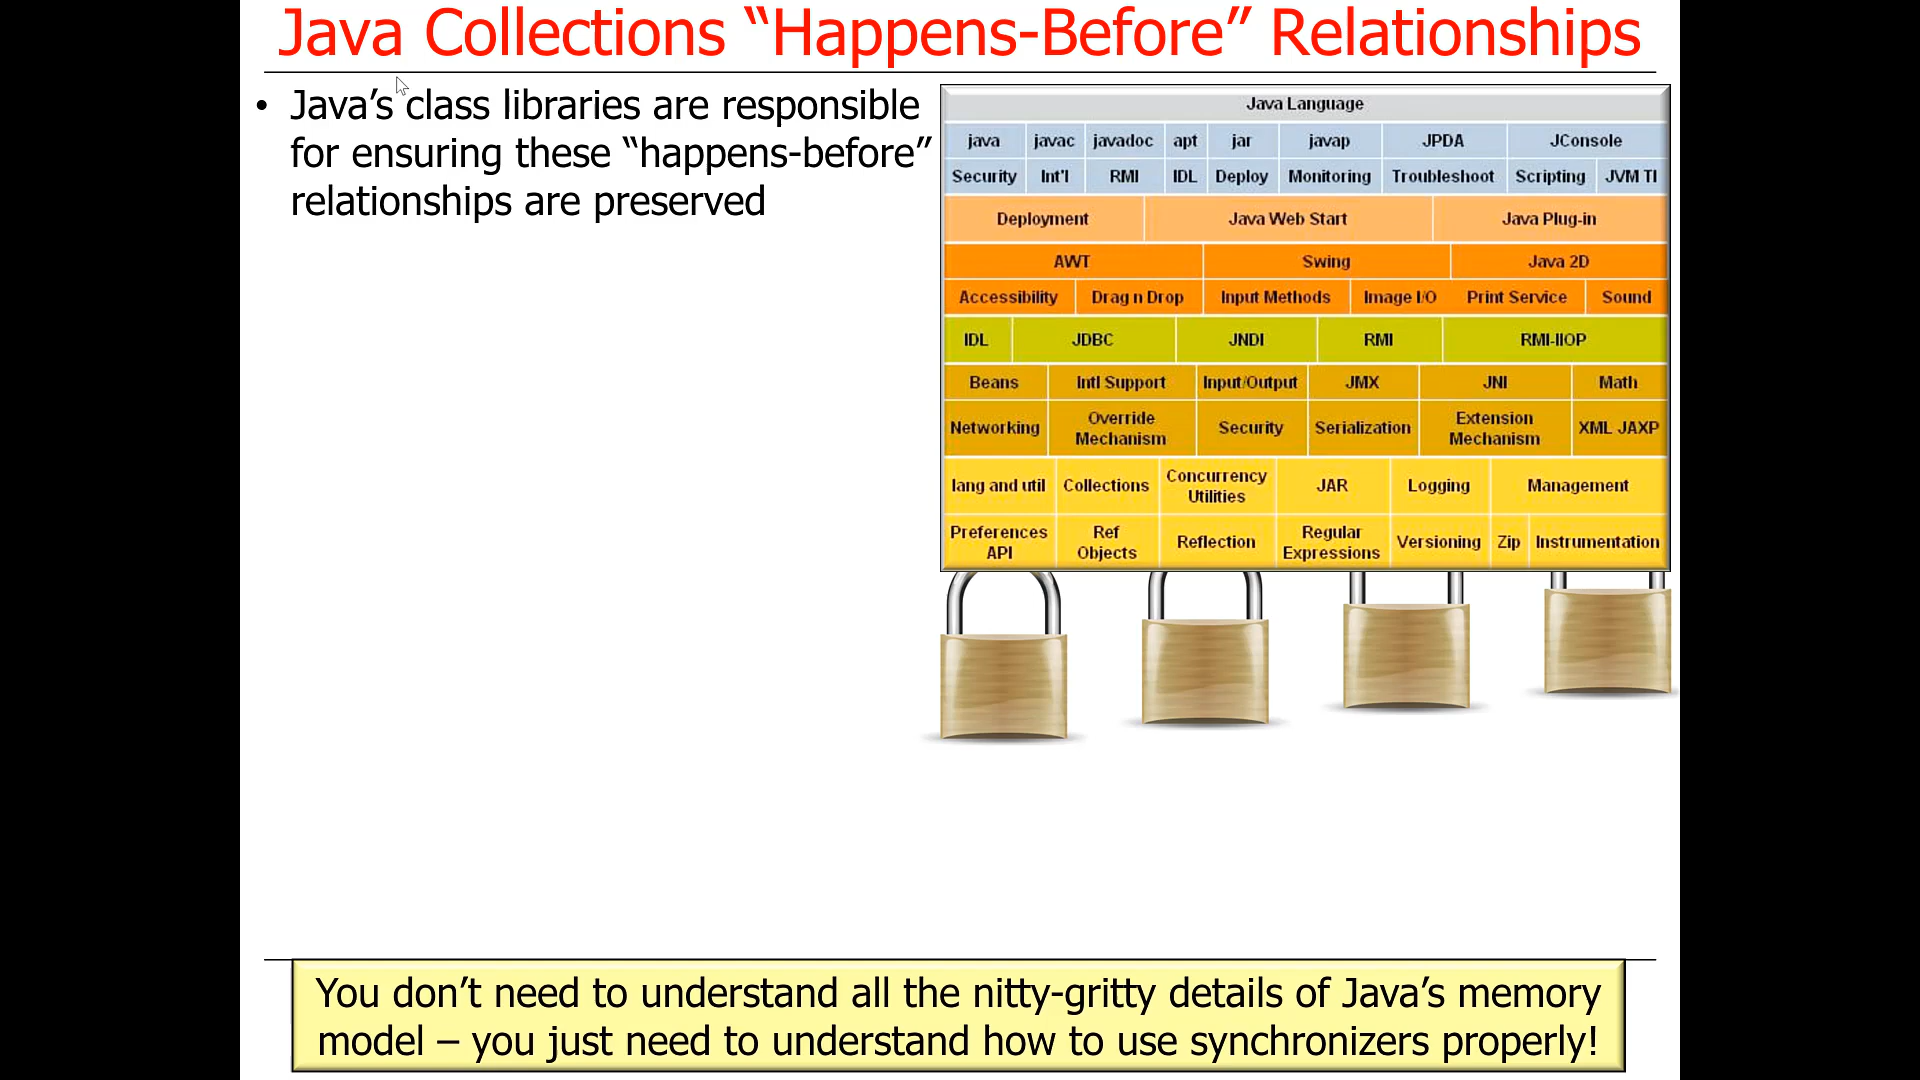 Java Collections “Happens-Before” Relationships
• Java’s class libraries are responsible
for ensuring these “happens-before”
relationships are preserved
Java Language
java javac javadoc apt jar javap JPDA JConsole
Security Int'l RMI IDL Deploy Monitoring Troubleshoot Scripting JVM TI
Deployment Java Web Start Java Plug-in
AWT Swing Java 2D
Accessibility Drag n Drop Input Methods Image I/O Print Service Sound
IDL JDBC JNDI RMI RMI-IIOP
Beans Intl Support Input/Output JMX JNI Math
Networking Override Mechanism Security Serialization Extension Mechanism XML JAXP
lang and util Collections Concurrency Utilities JAR Logging Management
Preferences API Ref Objects Reflection Regular Expressions Versioning Zip Instrumentation
You don’t need to understand all the nitty-gritty details of Java’s memory
model – you just need to understand how to use synchronizers properly!